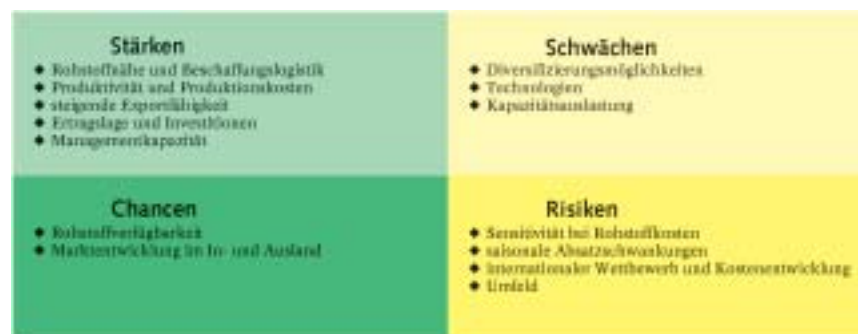 Stärken
◆ Rohstoffnähe und Beschaffungslogistik
◆ Produktivität und Produktionskosten
◆ steigende Exportfähigkeit
◆ Ertragslage und Investitionen
◆ Managementkapazität
Schwächen
◆ Diversifizierungsmöglichkeiten
◆ Technologien
◆ Kapazitätsauslastung
Chancen
◆ Rohstoffverfügbarkeit
◆ Marktentwicklung im In- und Ausland
Risiken
◆ Sensitivität bei Rohstoffkosten
◆ saisonale Absatzschwankungen
◆ internationaler Wettbewerb und Kostenentwicklung
◆ Umfeld